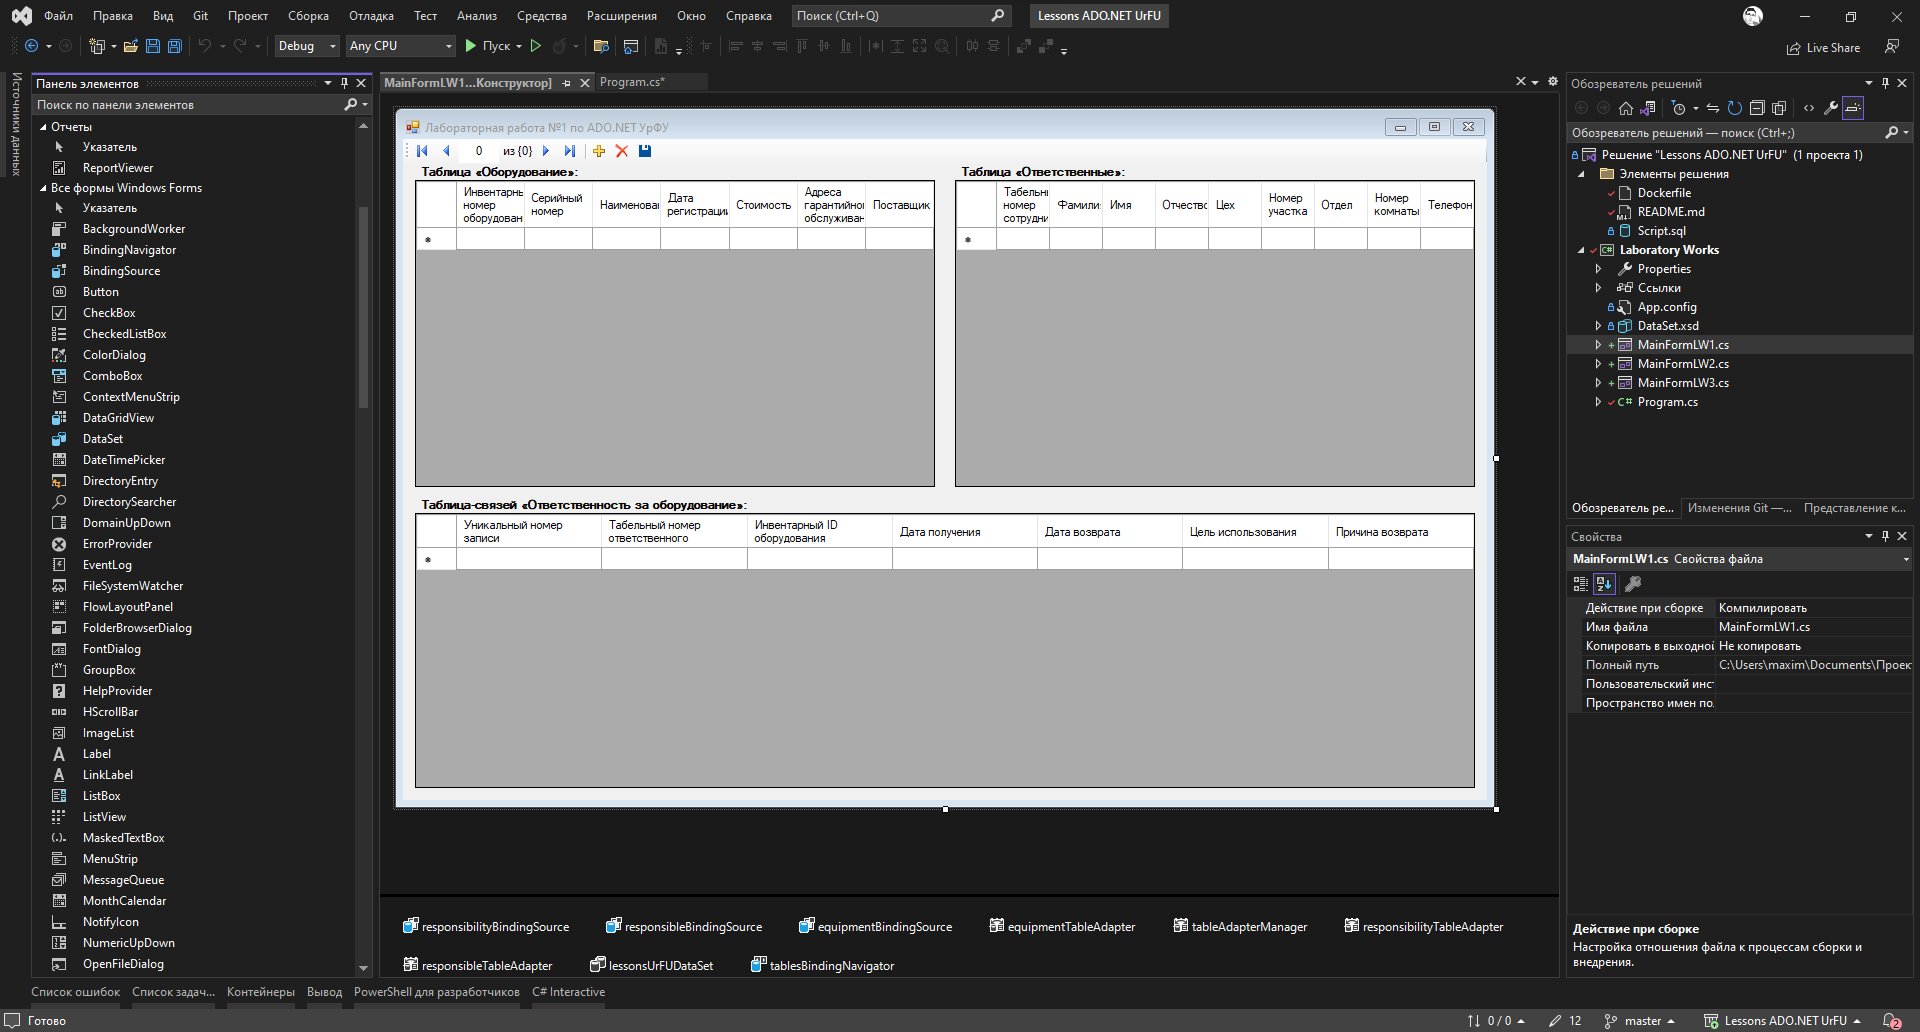 Файл Правка Вид Git Проект Сборка Отладка Тест Анализ Средства Расширения Окно Справка Поиск (Ctrl+Q) Lessons ADO.NET UrFU
Debug Any CPU Пуск Live Share
Источники данных
Панель элементов
Поиск по панели элементов
Отчеты
Указатель
ReportViewer
Все формы Windows Forms
Указатель
BackgroundWorker
BindingNavigator
BindingSource
Button
CheckBox
CheckedListBox
ColorDialog
ComboBox
ContextMenuStrip
DataGridView
DataSet
DateTimePicker
DirectoryEntry
DirectorySearcher
DomainUpDown
ErrorProvider
EventLog
FileSystemWatcher
FlowLayoutPanel
FolderBrowserDialog
FontDialog
GroupBox
HelpProvider
HScrollBar
ImageList
Label
LinkLabel
ListBox
ListView
MaskedTextBox
MenuStrip
MessageQueue
MonthCalendar
NotifyIcon
NumericUpDown
OpenFileDialog
MainFormLW1...Конструктор] Program.cs*
Лабораторная работа №1 по ADO.NET УрФУ
0 из {0}
Таблица «Оборудование»:
Инвентарнь номер оборудован
Серийный номер
Наименован
Дата регистраци
Стоимость
Адреса гарантийног обслуживан
Поставщик
Таблица «Ответственные»:
Табельнь номер сотрудни
Фамили
Имя
Отчество
Цех
Номер участка
Отдел
Номер комнаты
Телефон
Таблица-связей «Ответственность за оборудование»:
Уникальный номер записи
Табельный номер ответственного
Инвентарный ID оборудования
Дата получения
Дата возврата
Цель использования
Причина возврата
responsibilityBindingSource responsibleBindingSource equipmentBindingSource equipmentTableAdapter tableAdapterManager responsibilityTableAdapter
responsibleTableAdapter lessonsUrFUDataSet tablesBindingNavigator
Обозреватель решений
Обозреватель решений — поиск (Ctrl+;)
Решение "Lessons ADO.NET UrFU" (1 проекта 1)
Элементы решения
Dockerfile
README.md
Script.sql
Laboratory Works
Properties
Ссылки
App.config
DataSet.xsd
MainFormLW1.cs
MainFormLW2.cs
MainFormLW3.cs
Program.cs
Обозреватель ре... Изменения Git —... Представление к...
Свойства
MainFormLW1.cs Свойства файла
Действие при сборке Компилировать
Имя файла MainFormLW1.cs
Копировать в выходной Не копировать
Полный путь C:\Users\maxim\Documents\Проек
Пользовательский инс
Пространство имен по
Действие при сборке
Настройка отношения файла к процессам сборки и
внедрения.
Список ошибок Список задач... Контейнеры Вывод PowerShell для разработчиков C# Interactive
Готово 0 / 0 12 master Lessons ADO.NET UrFU 2